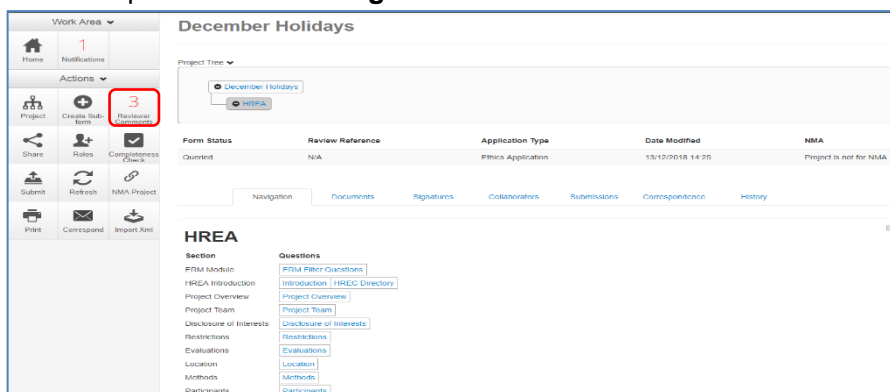 Work Area
December Holidays
1
Home Notifications
Project Tree
Actions
December Holidays
HREA
3
Project Create Sub-form Reviewer Comments
Form Status Review Reference Application Type Date Modified NMA
Share Roles Completeness Check
Queried N/A Ethics Application 13/12/2018 14:25 Project is not for NMA
Submit Refresh NMA Project
Navigation Documents Signatures Collaborators Submissions Correspondence History
Print Correspond Import Xml
HREA
Section Questions
ERM Module ERM Filter Questions
HREA Introduction Introduction HREC Directory
Project Overview Project Overview
Project Team Project Team
Disclosure of Interests Disclosure of Interests
Restrictions Restrictions
Evaluations Evaluations
Location Location
Methods Methods
Participants Participants